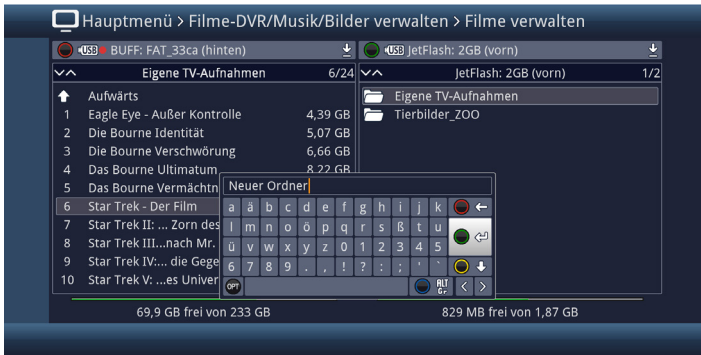 Hauptmenü > Filme-DVR/Musik/Bilder verwalten > Filme verwalten
USB BUFF: FAT_33ca (hinten)
USB JetFlash: 2GB (vorn)
Eigene TV-Aufnahmen 6/24
JetFlash: 2GB (vorn) 1/2
Aufwärts
1 Eagle Eye - Außer Kontrolle 4,39 GB
2 Die Bourne Identität 5,07 GB
3 Die Bourne Verschwörung 6,66 GB
4 Das Bourne Ultimatum 8,22 GB
5 Das Bourne Vermächtn
6 Star Trek - Der Film
7 Star Trek II: ... Zorn des
8 Star Trek III...nach Mr.
9 Star Trek IV:... die Gege
10 Star Trek V: ...es Univer
Eigene TV-Aufnahmen
Tierbilder_ZOO
Neuer Ordner
a ä b c d e f g h i j k
l m n o ö p q r s ß t u
ü v w x y z 0 1 2 3 4 5
6 7 8 9 . , ! ? : ; ' `
OPT ALT Gr < >
69,9 GB frei von 233 GB
829 MB frei von 1,87 GB